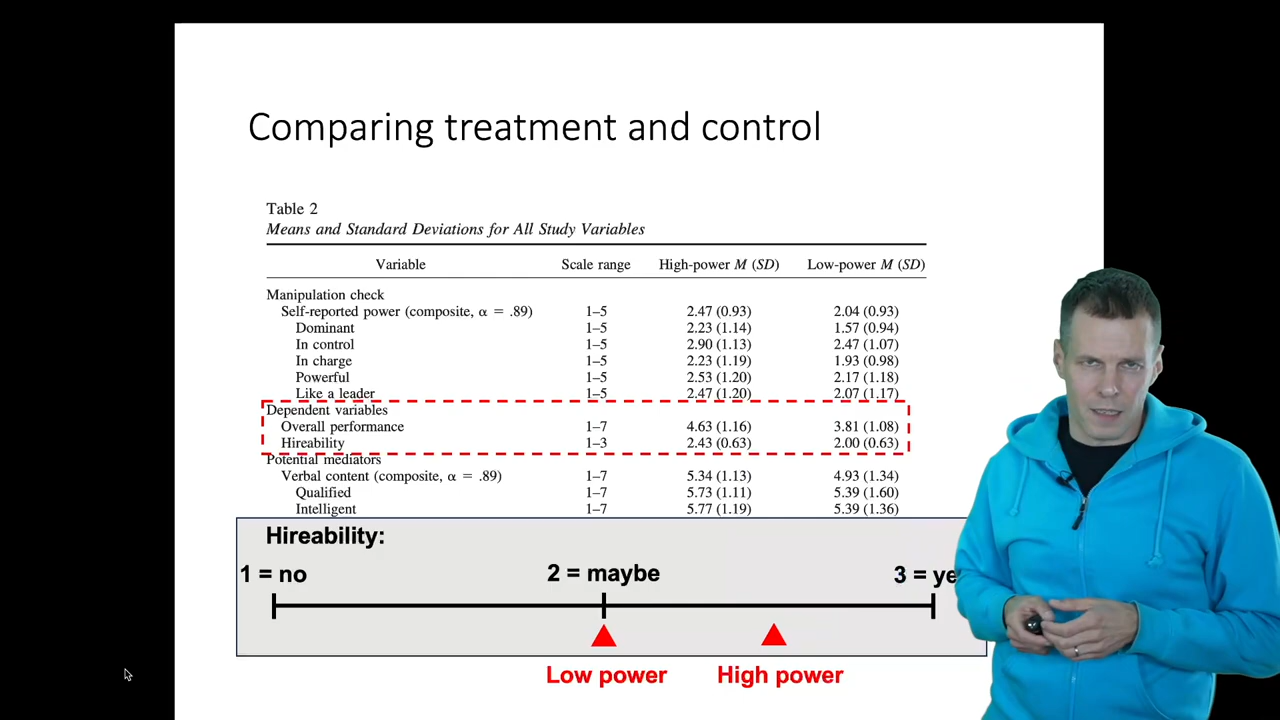 Comparing treatment and control
Table 2
Means and Standard Deviations for All Study Variables
Variable Scale range High-power M (SD) Low-power M (SD)
Manipulation check
Self-reported power (composite, α = .89) 1–5 2.47 (0.93) 2.04 (0.93)
Dominant 1–5 2.23 (1.14) 1.57 (0.94)
In control 1–5 2.90 (1.13) 2.47 (1.07)
In charge 1–5 2.23 (1.19) 1.93 (0.98)
Powerful 1–5 2.53 (1.20) 2.17 (1.18)
Like a leader 1–5 2.47 (1.20) 2.07 (1.17)
Dependent variables
Overall performance 1–7 4.63 (1.16) 3.81 (1.08)
Hireability 1–3 2.43 (0.63) 2.00 (0.63)
Potential mediators
Verbal content (composite, α = .89) 1–7 5.34 (1.13) 4.93 (1.34)
Qualified 1–7 5.73 (1.11) 5.39 (1.60)
Intelligent 1–7 5.77 (1.19) 5.39 (1.36)
Hireability:
1 = no 2 = maybe 3 = ye
Low power High power